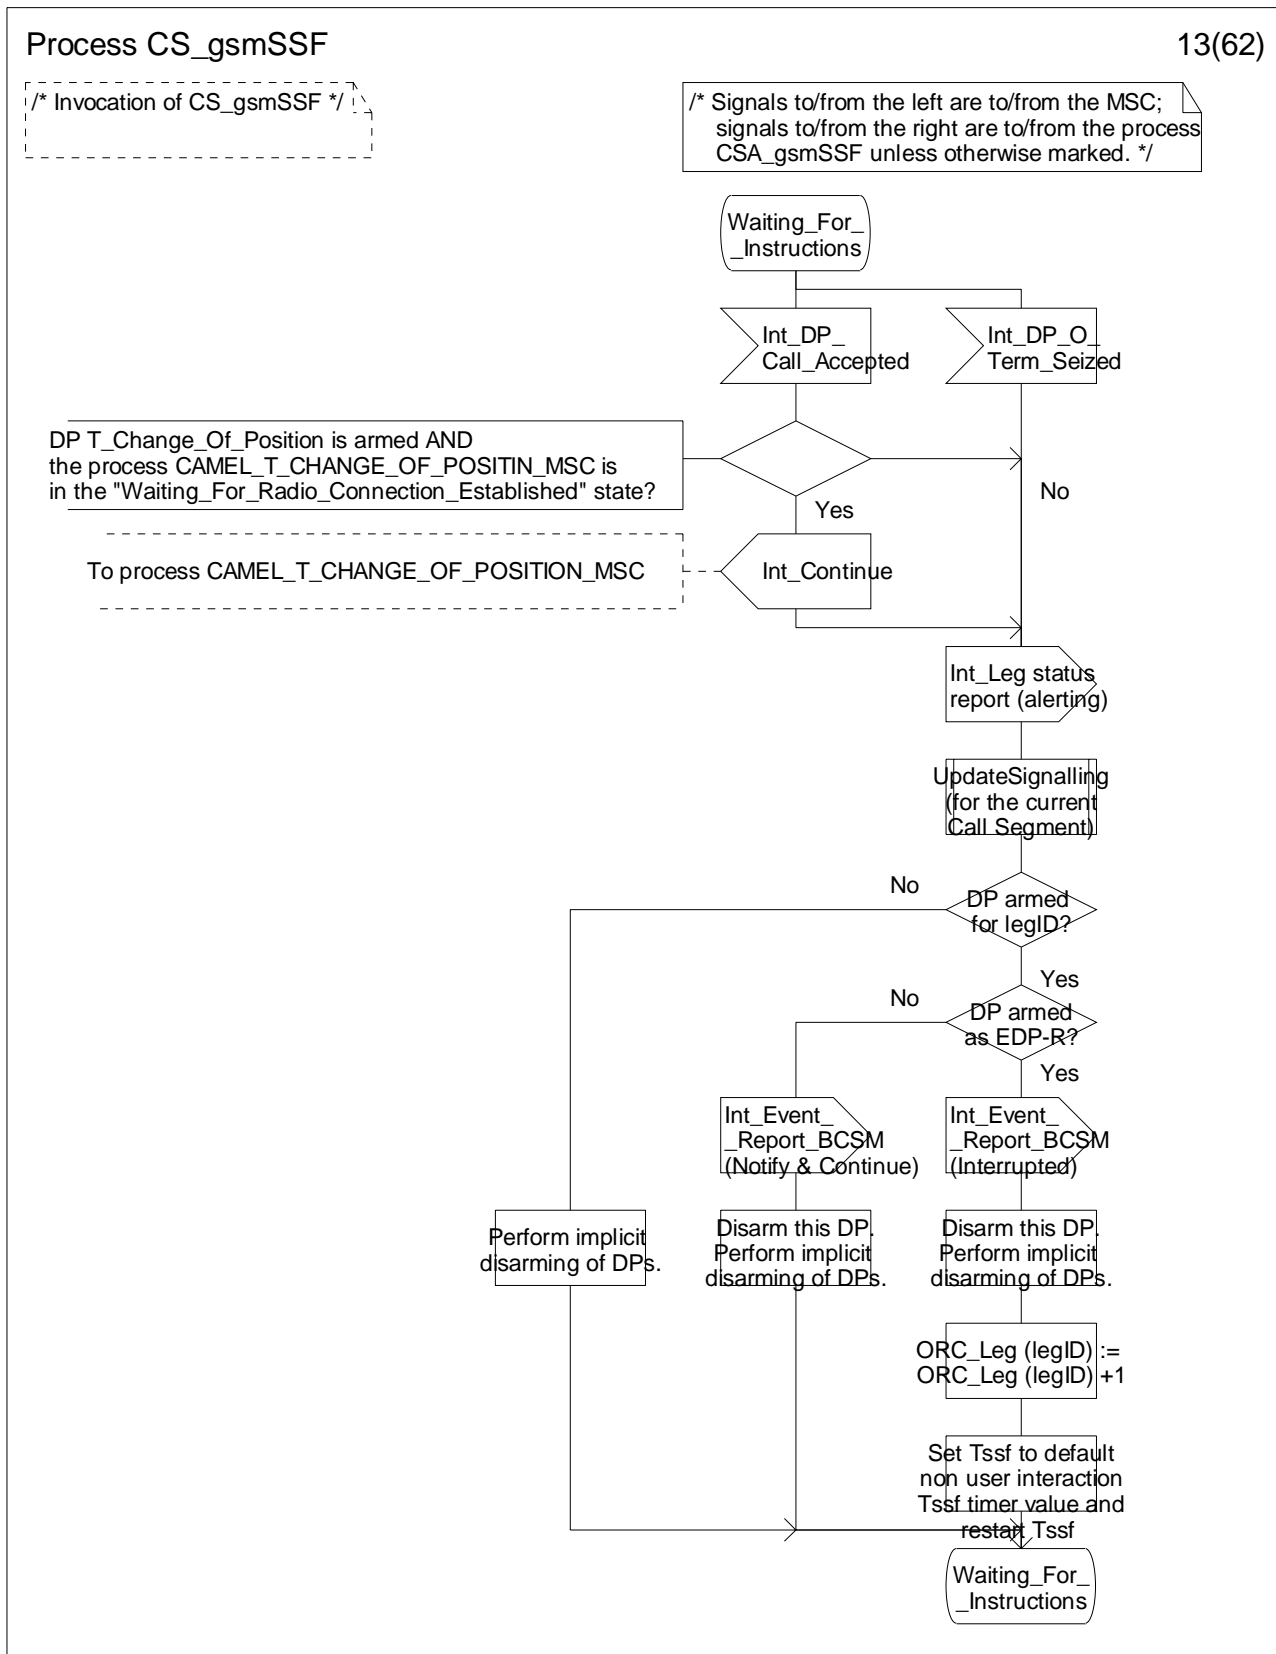 Process CS_gsmSSF
13(62)
/* Invocation of CS_gsmSSF */
/* Signals to/from the left are to/from the MSC;
signals to/from the right are to/from the process
CSA_gsmSSF unless otherwise marked. */
Waiting_For_
_Instructions
Int_DP_
Call_Accepted
Int_DP_O_
Term_Seized
DP T_Change_Of_Position is armed AND
the process CAMEL_T_CHANGE_OF_POSITIN_MSC is
in the "Waiting_For_Radio_Connection_Established" state?
No
Yes
To process CAMEL_T_CHANGE_OF_POSITION_MSC
Int_Continue
Int_Leg status
report (alerting)
UpdateSignalling
(for the current
Call Segment)
No
DP armed
for legID?
Yes
No
DP armed
as EDP-R?
Yes
Int_Event_
_Report_BCSM
(Notify & Continue)
Int_Event_
_Report_BCSM
(Interrupted)
Perform implicit
disarming of DPs.
Disarm this DP.
Perform implicit
disarming of DPs.
Disarm this DP.
Perform implicit
disarming of DPs.
ORC_Leg (legID) :=
ORC_Leg (legID) +1
Set Tssf to default
non user interaction
Tssf timer value and
restart Tssf
Waiting_For_
_Instructions